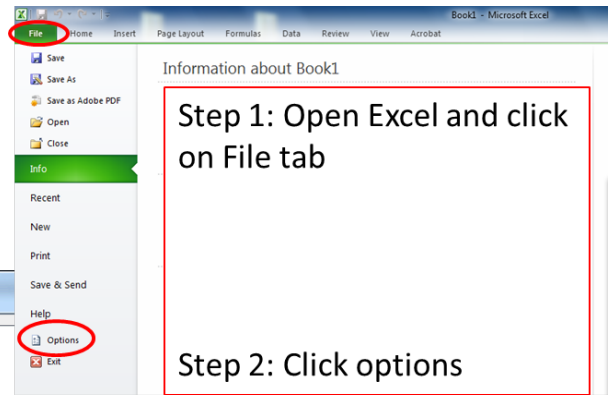 Book1 - Microsoft Excel
File Home Insert Page Layout Formulas Data Review View Acrobat
Save
Save As
Save as Adobe PDF
Open
Close
Info
Recent
New
Print
Save & Send
Help
Options
Exit
Information about Book1
Step 1: Open Excel and click
on File tab
Step 2: Click options